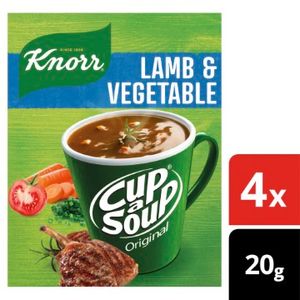 SINCE 1838
Knorr
LAMB &
VEGETABLE
CUP
a
SOUP
Original
4x
20g